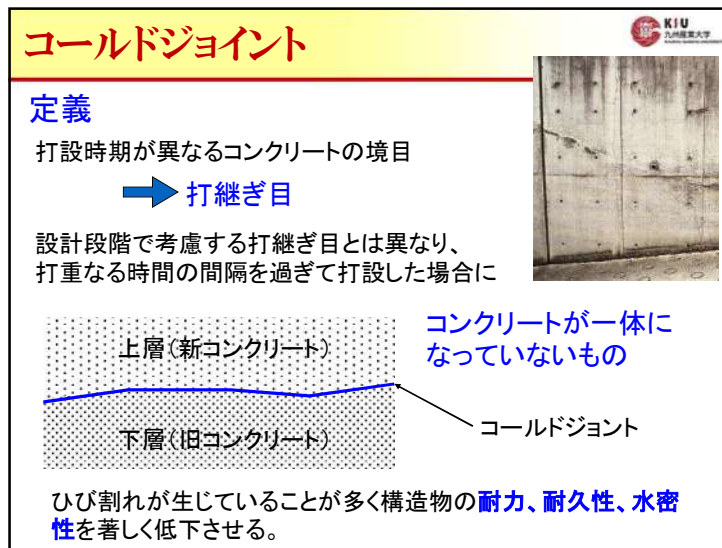 コールドジョイント
KIU
九州産業大学
定義
打設時期が異なるコンクリートの境目
打継ぎ目
設計段階で考慮する打継ぎ目とは異なり、
打重なる時間の間隔を過ぎて打設した場合に
コンクリートが一体に
なっていないもの
上層(新コンクリート)
コールドジョント
下層(旧コンクリート)
ひび割れが生じていることが多く構造物の耐力、耐久性、水密
性を著しく低下させる。